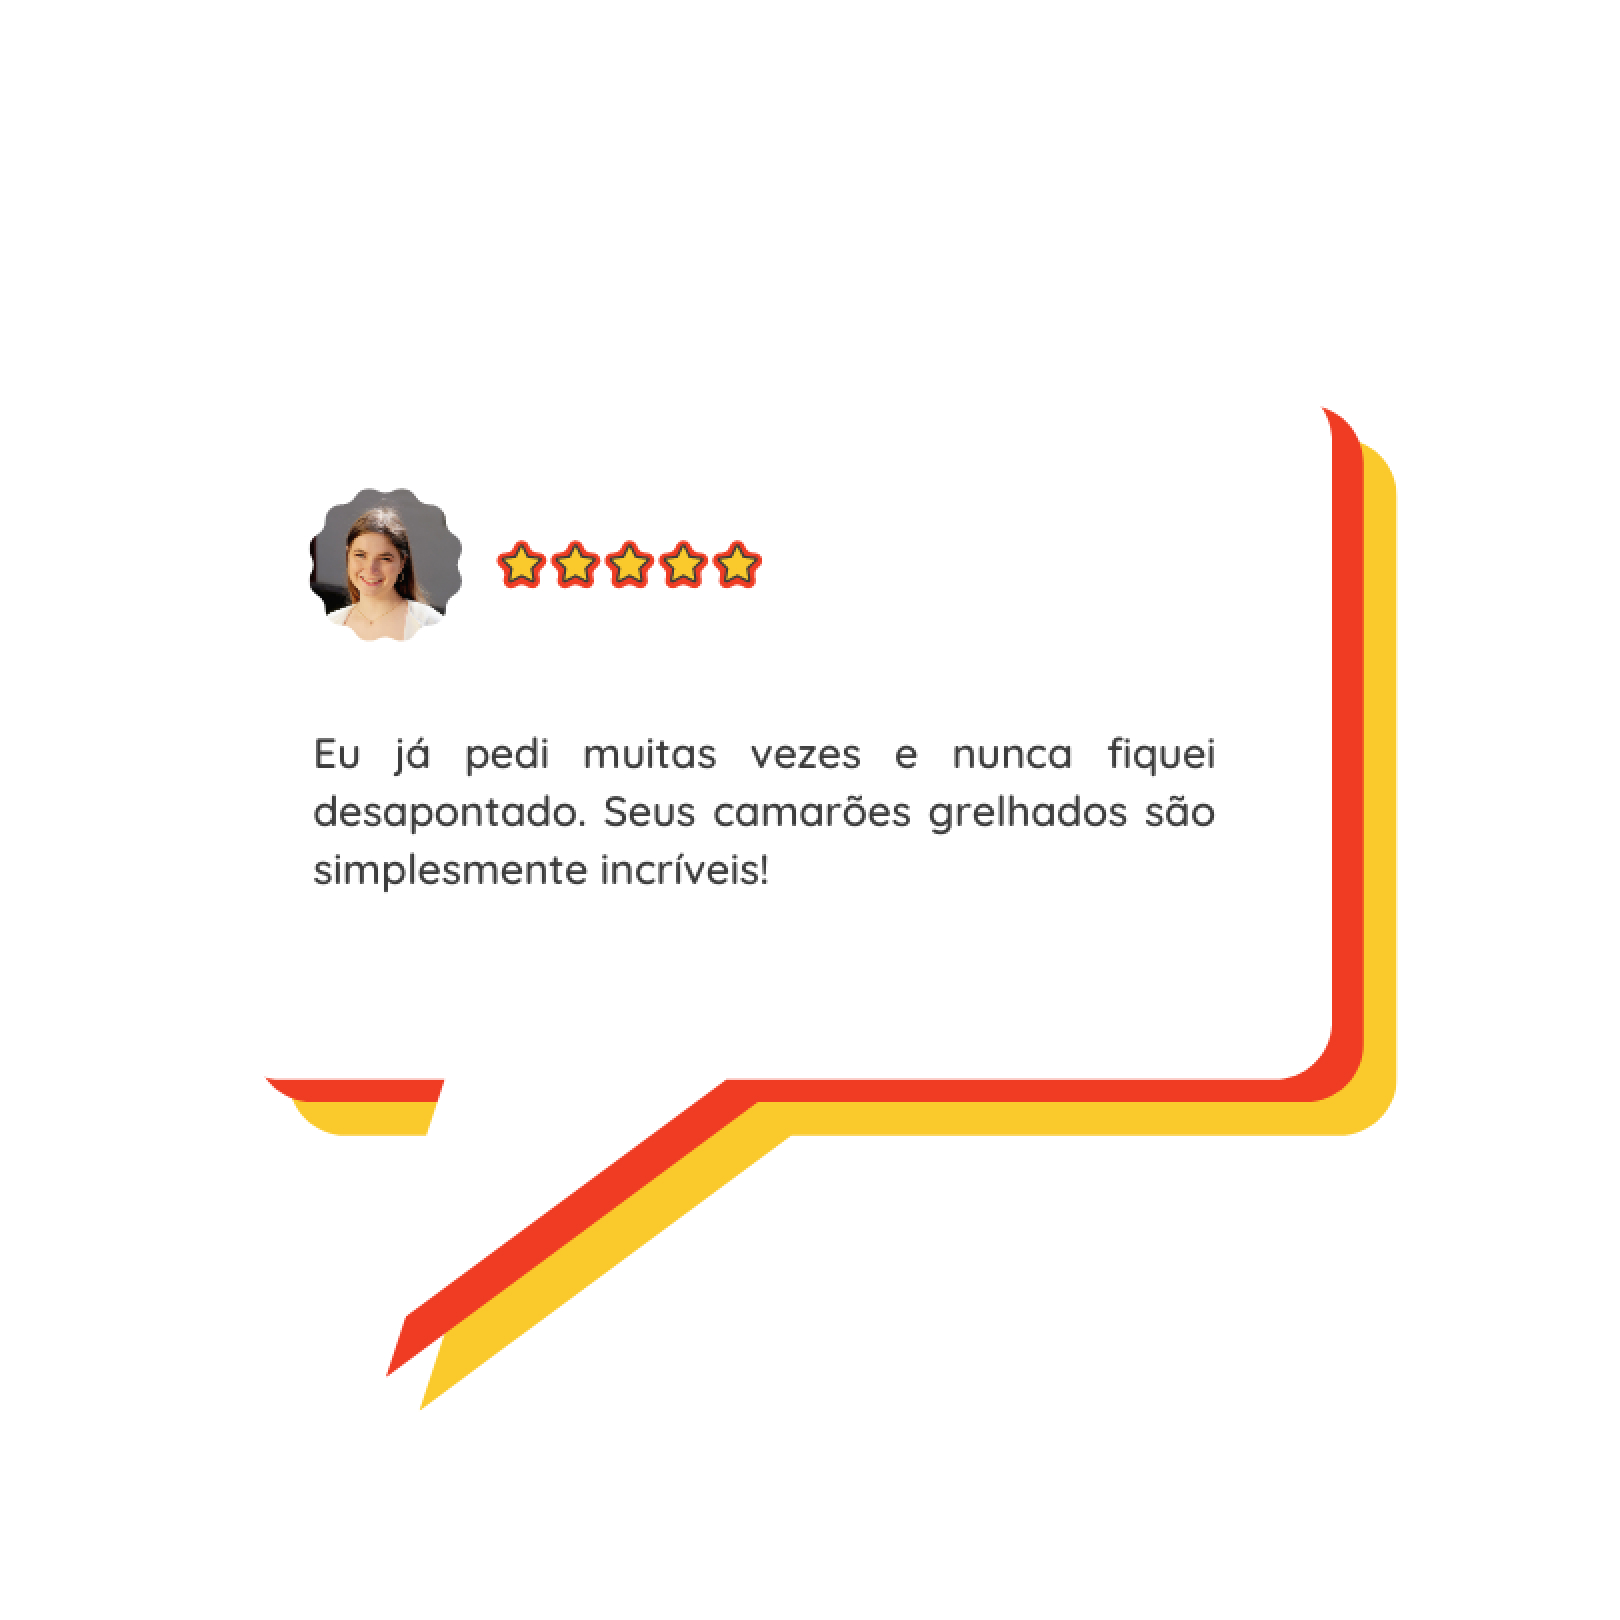 Eu já pedi muitas vezes e nunca fiquei
desapontado. Seus camarões grelhados são
simplesmente incríveis!